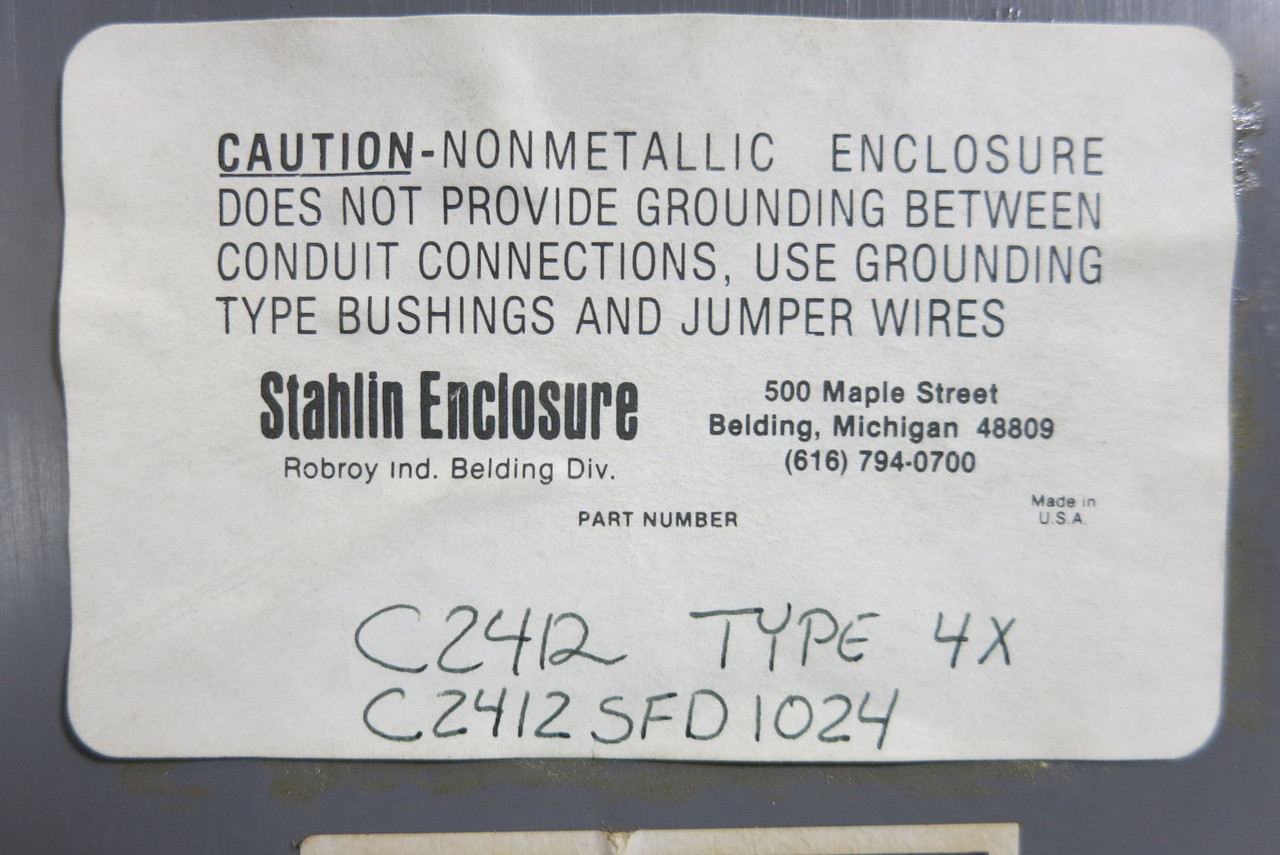 CAUTION-NONMETALLIC ENCLOSURE
DOES NOT PROVIDE GROUNDING BETWEEN
CONDUIT CONNECTIONS, USE GROUNDING
TYPE BUSHINGS AND JUMPER WIRES
Stahlin Enclosure
Robroy Ind. Belding Div.
500 Maple Street
Belding, Michigan 48809
(616) 794-0700
Made in
U.S.A.
PART NUMBER
C2412 TYPE 4X
C2412SFD1024